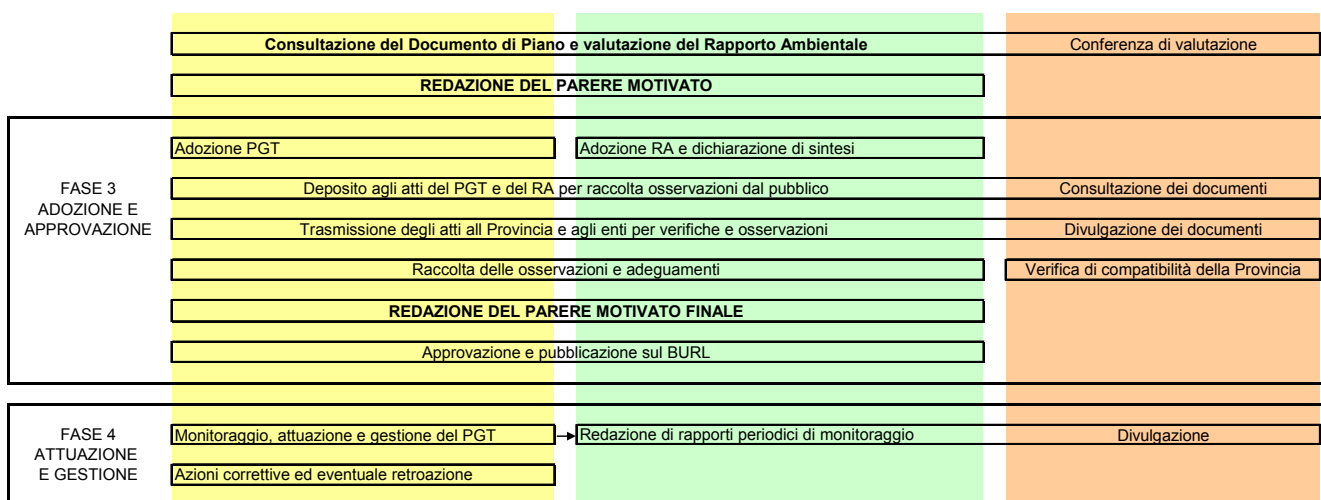 Consultazione del Documento di Piano e valutazione del Rapporto Ambientale
Conferenza di valutazione
REDAZIONE DEL PARERE MOTIVATO
FASE 3
ADOZIONE E
APPROVAZIONE
Adozione PGT
Adozione RA e dichiarazione di sintesi
Deposito agli atti del PGT e del RA per raccolta osservazioni dal pubblico
Consultazione dei documenti
Trasmissione degli atti all Provincia e agli enti per verifiche e osservazioni
Divulgazione dei documenti
Raccolta delle osservazioni e adeguamenti
Verifica di compatibilità della Provincia
REDAZIONE DEL PARERE MOTIVATO FINALE
Approvazione e pubblicazione sul BURL
FASE 4
ATTUAZIONE
E GESTIONE
Monitoraggio, attuazione e gestione del PGT
Redazione di rapporti periodici di monitoraggio
Divulgazione
Azioni correttive ed eventuale retroazione